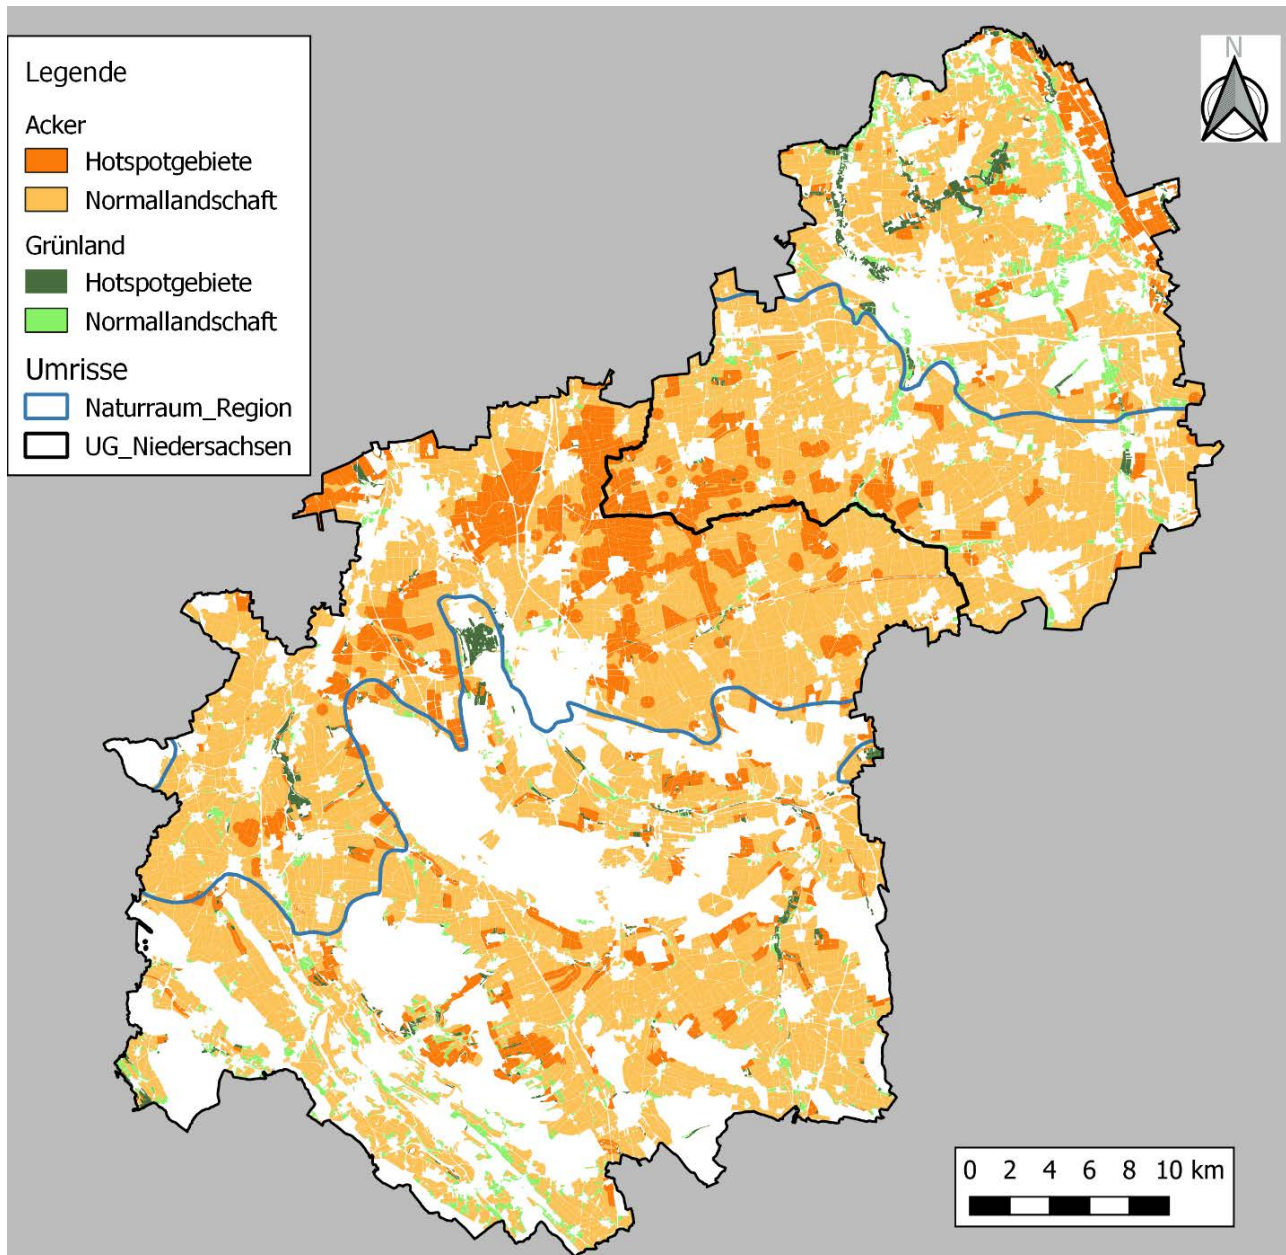 Legende
Acker
Hotspotgebiete
Normallandschaft
Grünland
Hotspotgebiete
Normallandschaft
Umrisse
Naturraum_Region
UG_Niedersachsen
N
0 2 4 6 8 10 km